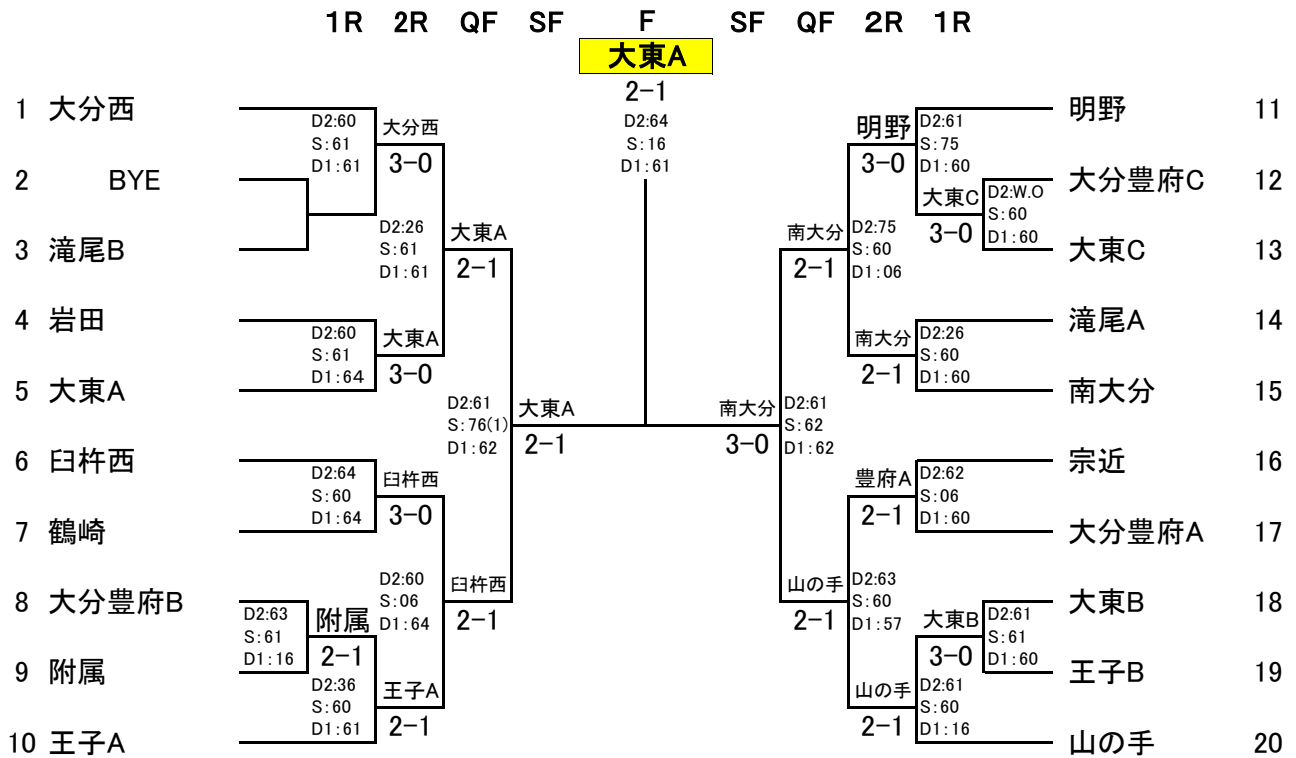 1R 2R QF SF F SF QF 2R 1R
大東A
2-1
D2:64
S:16
D1:61
1 大分西
D2:60
S:61
D1:61
大分西
3-0
2 BYE
3 滝尾B
D2:26
S:61
D1:61
大東A
2-1
4 岩田
D2:60
S:61
D1:64
大東A
3-0
5 大東A
D2:61
S:76(1)
D1:62
大東A
2-1
6 臼杵西
D2:64
S:60
D1:64
臼杵西
3-0
7 鶴崎
D2:60
S:06
D1:64
臼杵西
2-1
8 大分豊府B
D2:63
S:61
D1:16
附属
2-1
9 附属
D2:36
S:60
D1:61
王子A
2-1
10 王子A
明野 11
明野
3-0
D2:61
S:75
D1:60
大分豊府C 12
大東C
3-0
D2:W.O
S:60
D1:60
大東C 13
南大分
2-1
D2:75
S:60
D1:06
滝尾A 14
南大分
2-1
D2:26
S:60
D1:60
南大分 15
南大分
3-0
D2:61
S:62
D1:62
宗近 16
豊府A
2-1
D2:62
S:06
D1:60
大分豊府A 17
山の手
2-1
D2:63
S:60
D1:57
大東B 18
大東B
3-0
D2:61
S:61
D1:60
王子B 19
山の手
2-1
D2:61
S:60
D1:16
山の手 20